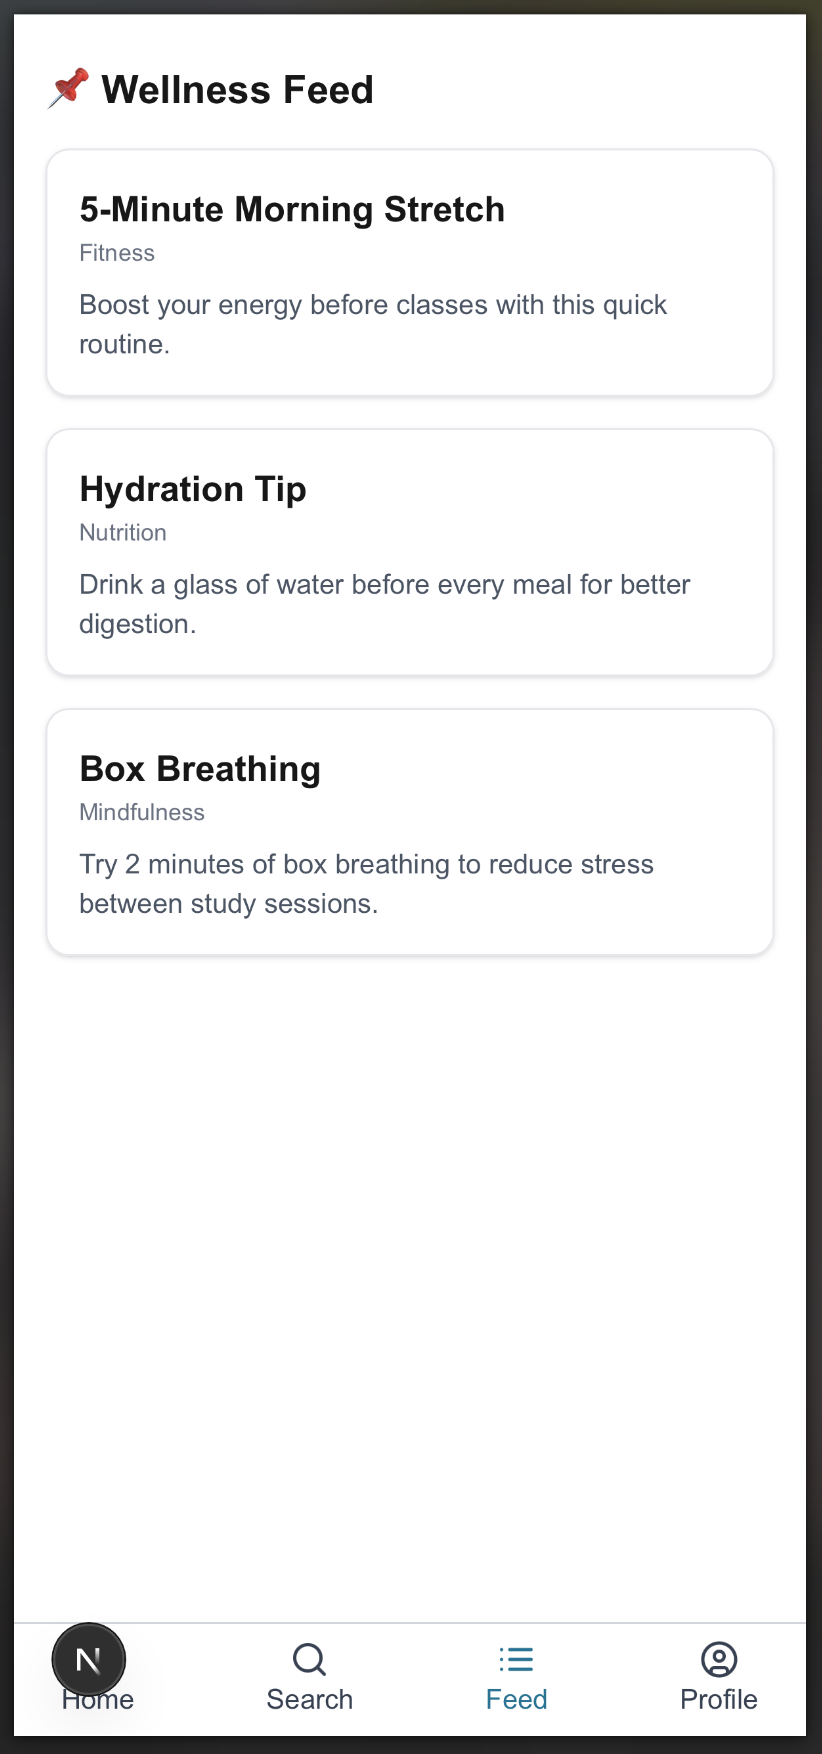 Wellness Feed
5-Minute Morning Stretch
Fitness
Boost your energy before classes with this quick
routine.
Hydration Tip
Nutrition
Drink a glass of water before every meal for better
digestion.
Box Breathing
Mindfulness
Try 2 minutes of box breathing to reduce stress
between study sessions.
N
Home
Search
Feed
Profile